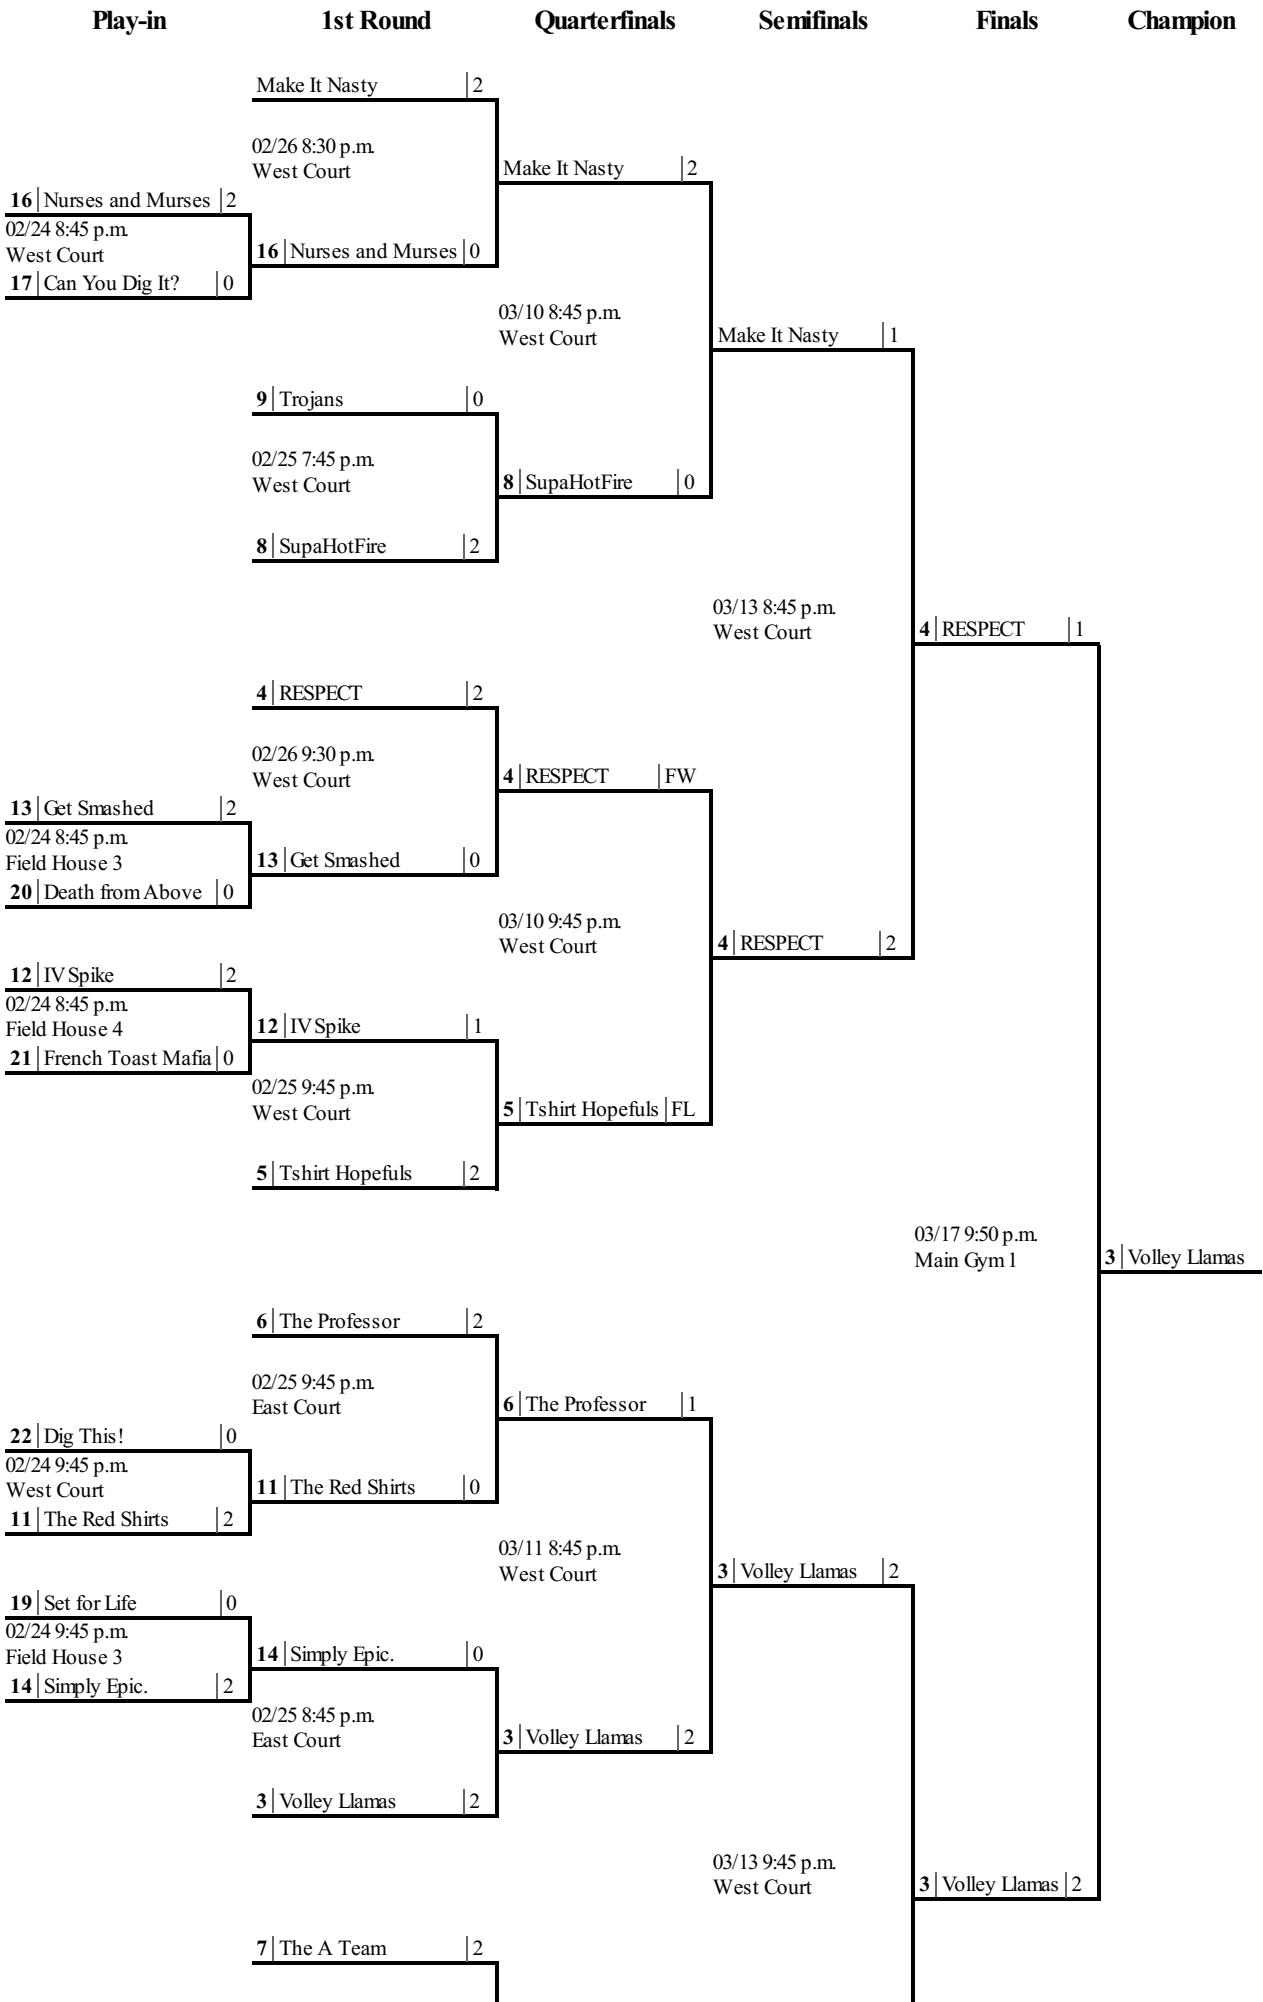 Play-in 1st Round Quarterfinals Semifinals Finals Champion
Make It Nasty 2
02/26 8:30 p.m.
West Court
Make It Nasty 2
16 Nurses and Murses 2
02/24 8:45 p.m.
West Court
16 Nurses and Murses 0
17 Can You Dig It? 0
03/10 8:45 p.m.
West Court
Make It Nasty 1
9 Trojans 0
02/25 7:45 p.m.
West Court
8 SupaHotFire 0
8 SupaHotFire 2
03/13 8:45 p.m.
West Court
4 RESPECT 1
4 RESPECT 2
02/26 9:30 p.m.
West Court
4 RESPECT FW
13 Get Smashed 2
02/24 8:45 p.m.
Field House 3
13 Get Smashed 0
20 Death from Above 0
03/10 9:45 p.m.
West Court
4 RESPECT 2
12 IV Spike 2
02/24 8:45 p.m.
Field House 4
12 IV Spike 1
21 French Toast Mafia 0
02/25 9:45 p.m.
West Court
5 Tshirt Hopefuls FL
5 Tshirt Hopefuls 2
03/17 9:50 p.m.
Main Gym 1
3 Volley Llamas
6 The Professor 2
02/25 9:45 p.m.
East Court
6 The Professor 1
22 Dig This! 0
02/24 9:45 p.m.
West Court
11 The Red Shirts 0
11 The Red Shirts 2
03/11 8:45 p.m.
West Court
3 Volley Llamas 2
19 Set for Life 0
02/24 9:45 p.m.
Field House 3
14 Simply Epic. 0
14 Simply Epic. 2
02/25 8:45 p.m.
East Court
3 Volley Llamas 2
3 Volley Llamas 2
03/13 9:45 p.m.
West Court
3 Volley Llamas 2
7 The A Team 2